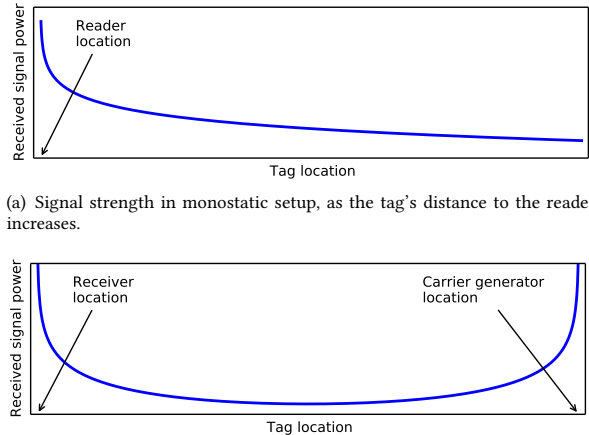 Received signal power
Reader
location
Tag location
(a) Signal strength in monostatic setup, as the tag's distance to the reade
increases.
Received signal power
Receiver
location
Carrier generator
location
Tag location